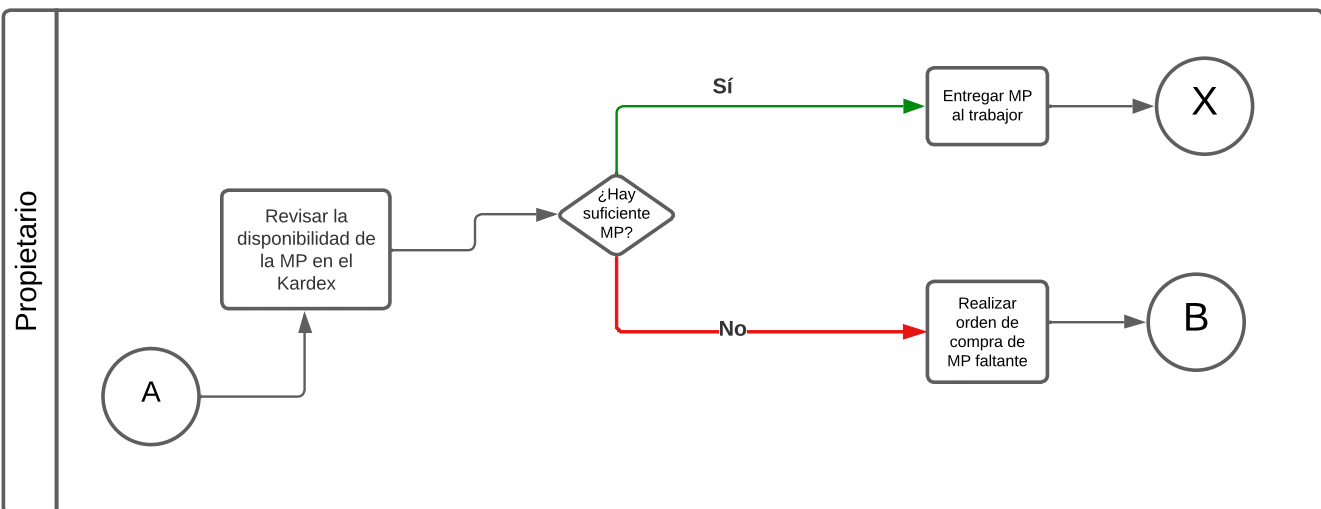 Propietario
A
Revisar la
disponibilidad de
la MP en el
Kardex
¿Hay
suficiente
MP?
Sí
Entregar MP
al trabajor
X
No
Realizar
orden de
compra de
MP faltante
B